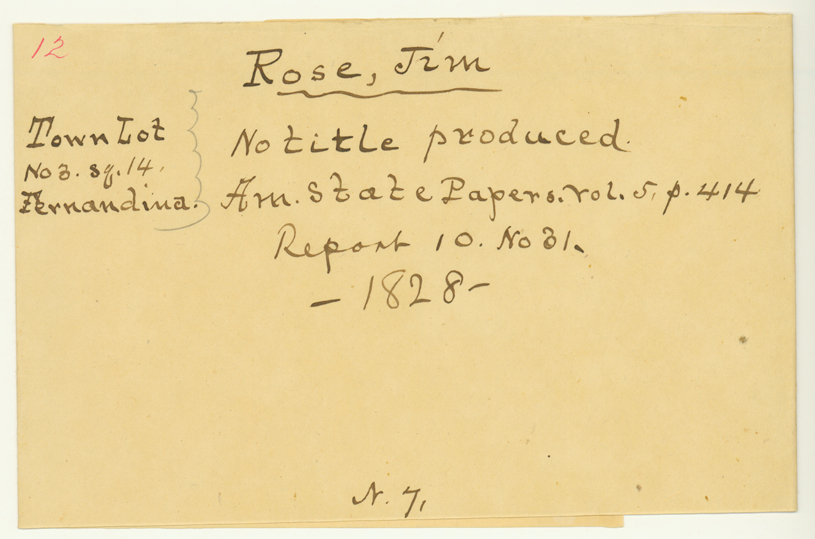 12
Rose, Jim
Town Lot
No 3. sq. 14.
Fernandina.
No title produced.
Am. State Papers. Vol. 5, p. 414
Report 10. No 31.
- 1828 -
N. 7,